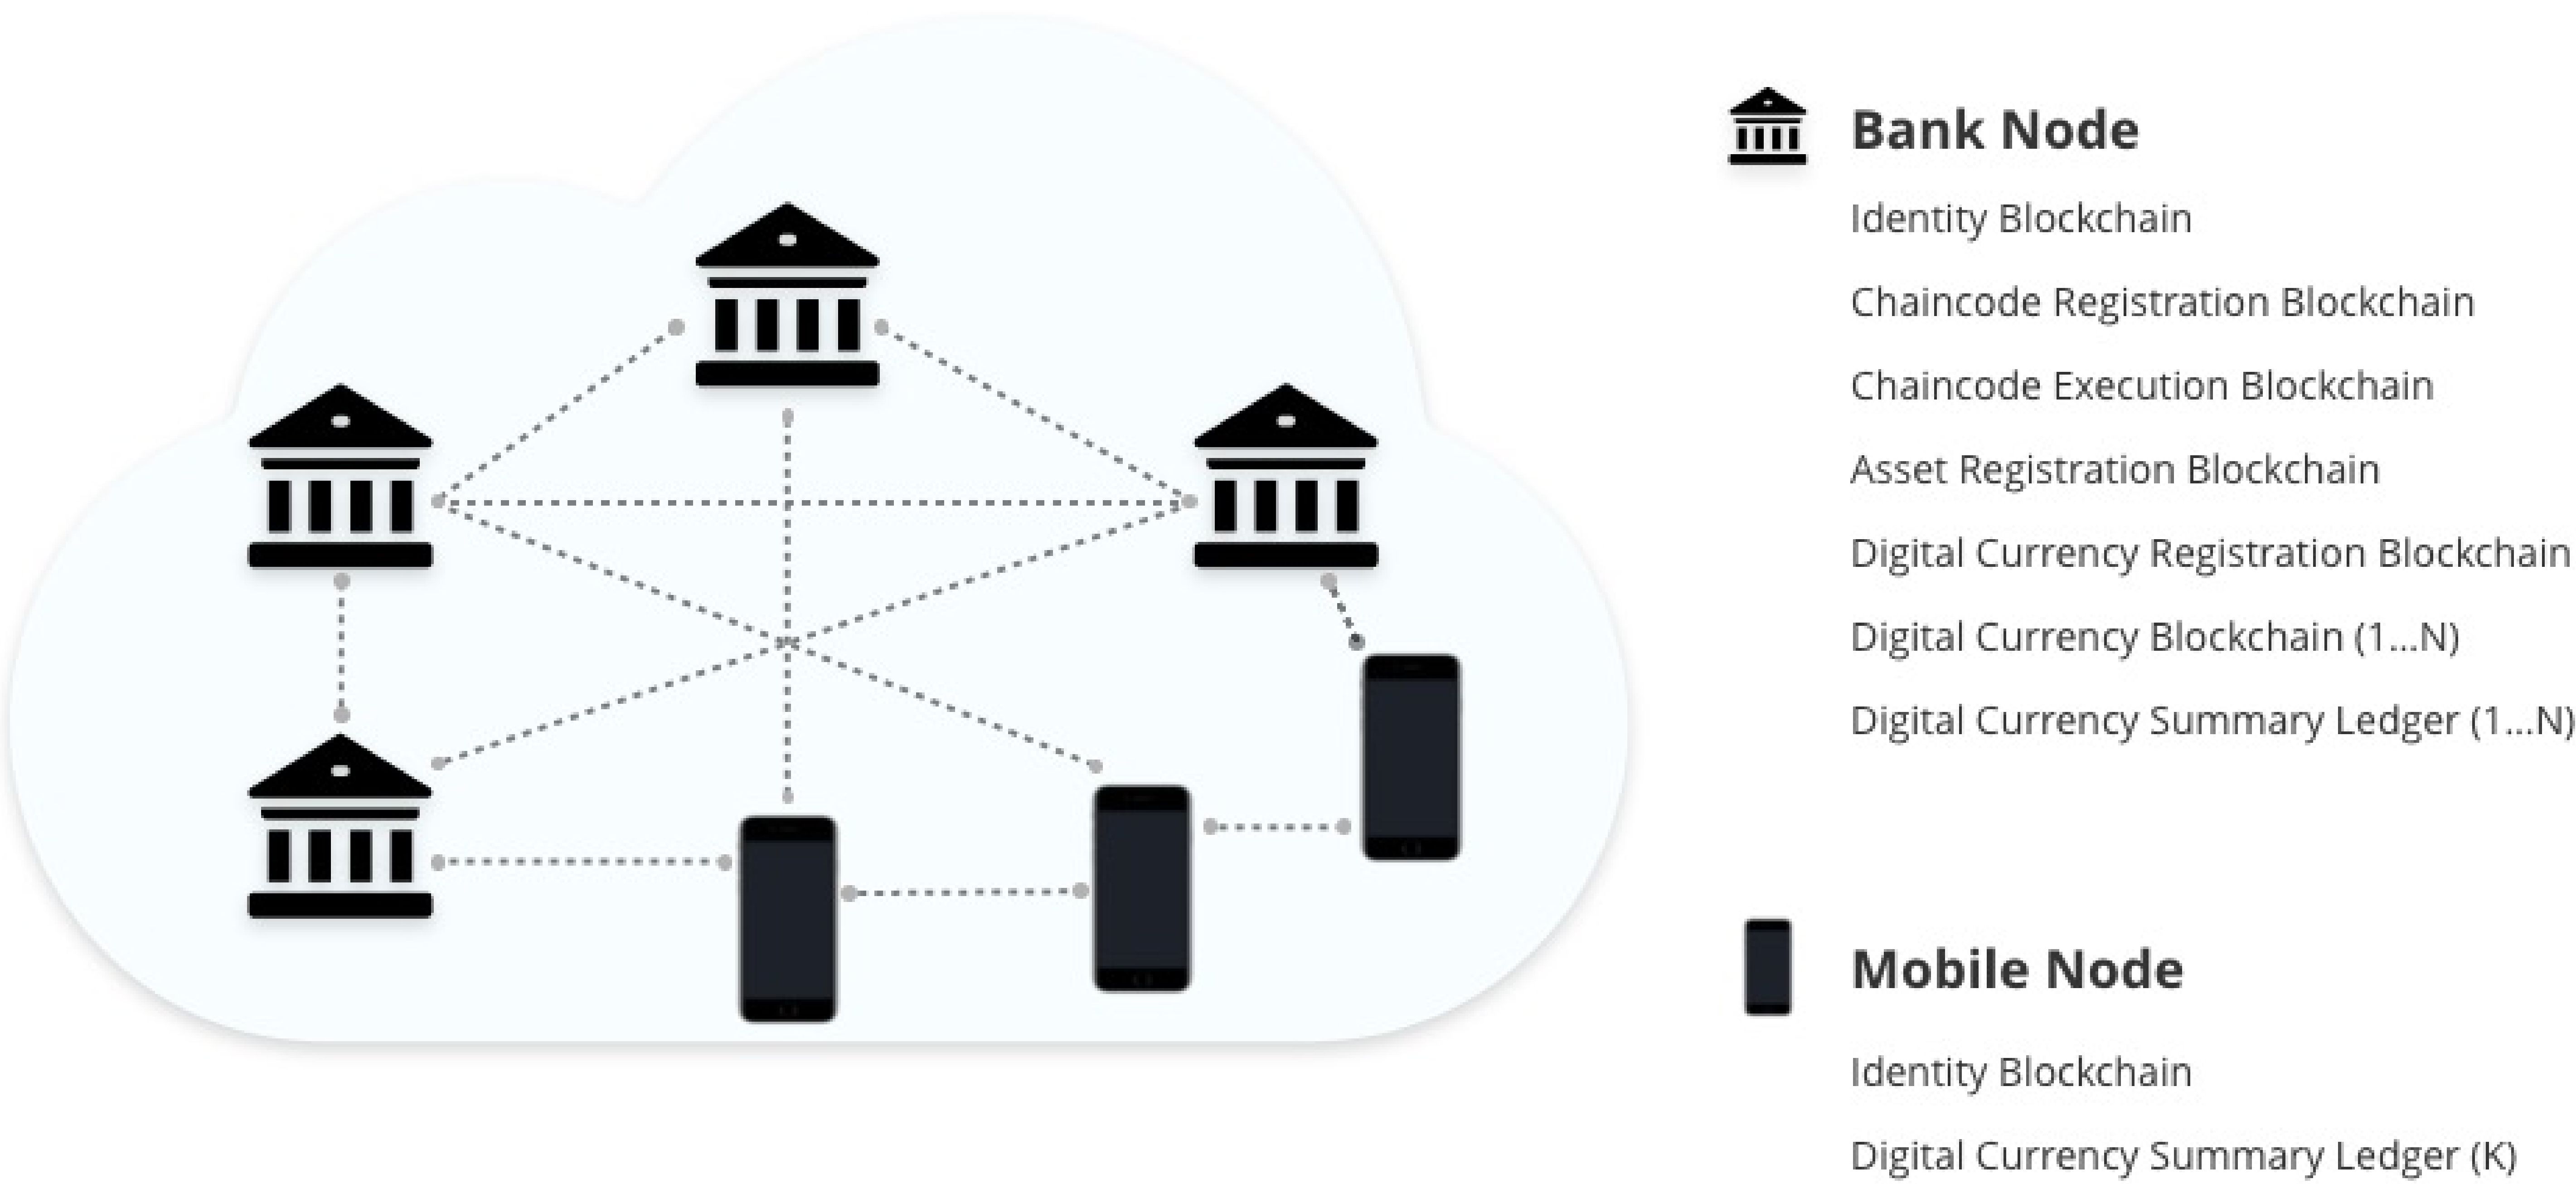 Bank Node
Identity Blockchain
Chaincode Registration Blockchain
Chaincode Execution Blockchain
Asset Registration Blockchain
Digital Currency Registration Blockchain
Digital Currency Blockchain (1...N)
Digital Currency Summary Ledger (1...N)
Mobile Node
Identity Blockchain
Digital Currency Summary Ledger (K)